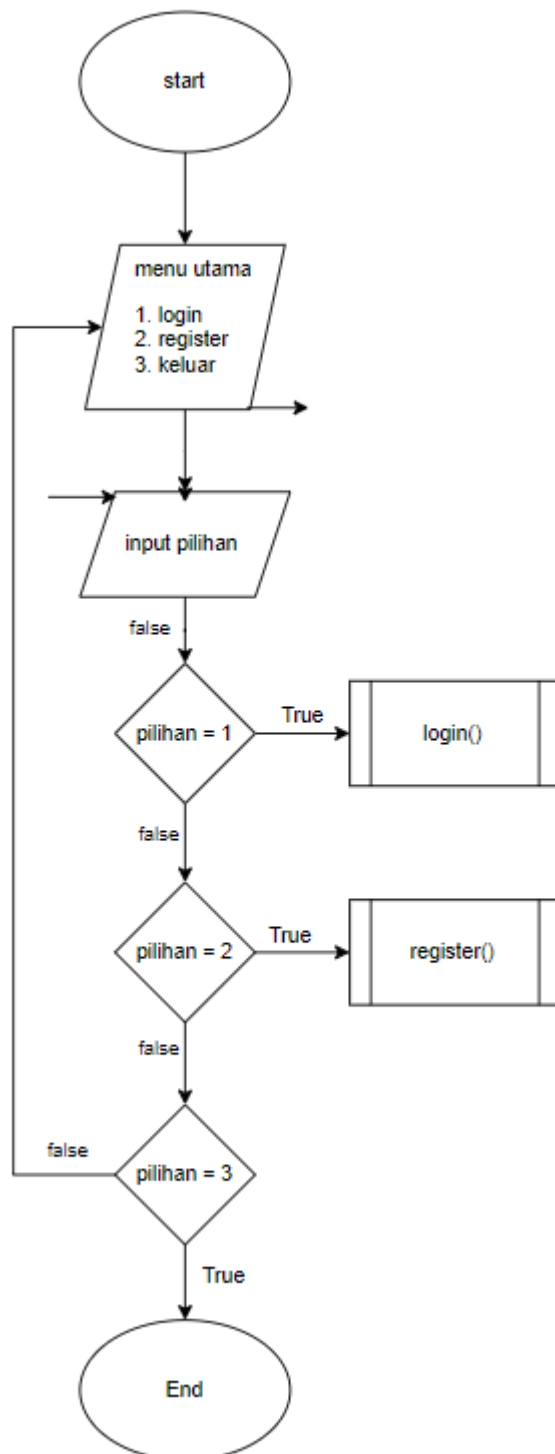 start
menu utama
1. login
2. register
3. keluar
input pilihan
false
pilihan = 1
True
login()
false
pilihan = 2
True
register()
false
pilihan = 3
false
True
End